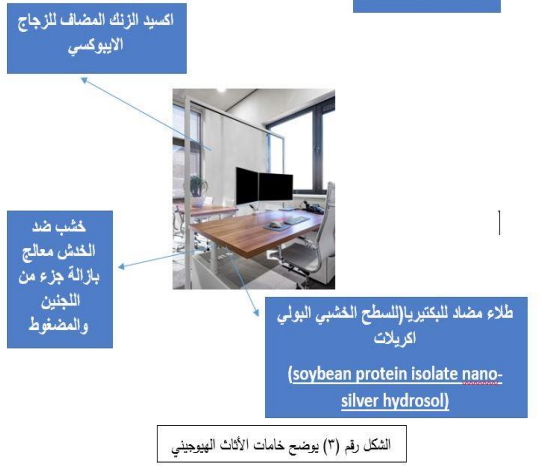 اكسيد الزنك المضاف للزجاج
الايبوكسي
خشب ضد
الخدش معالج
بازالة جزء من
اللجنين
والمضغوط
طلاء مضاد للبكتيريا(للسطح الخشبي البولي
اكريلات
(soybean protein isolate nano-
silver hydrosol)
الشكل رقم (٣) يوضح خامات الأثاث الهيوجيني